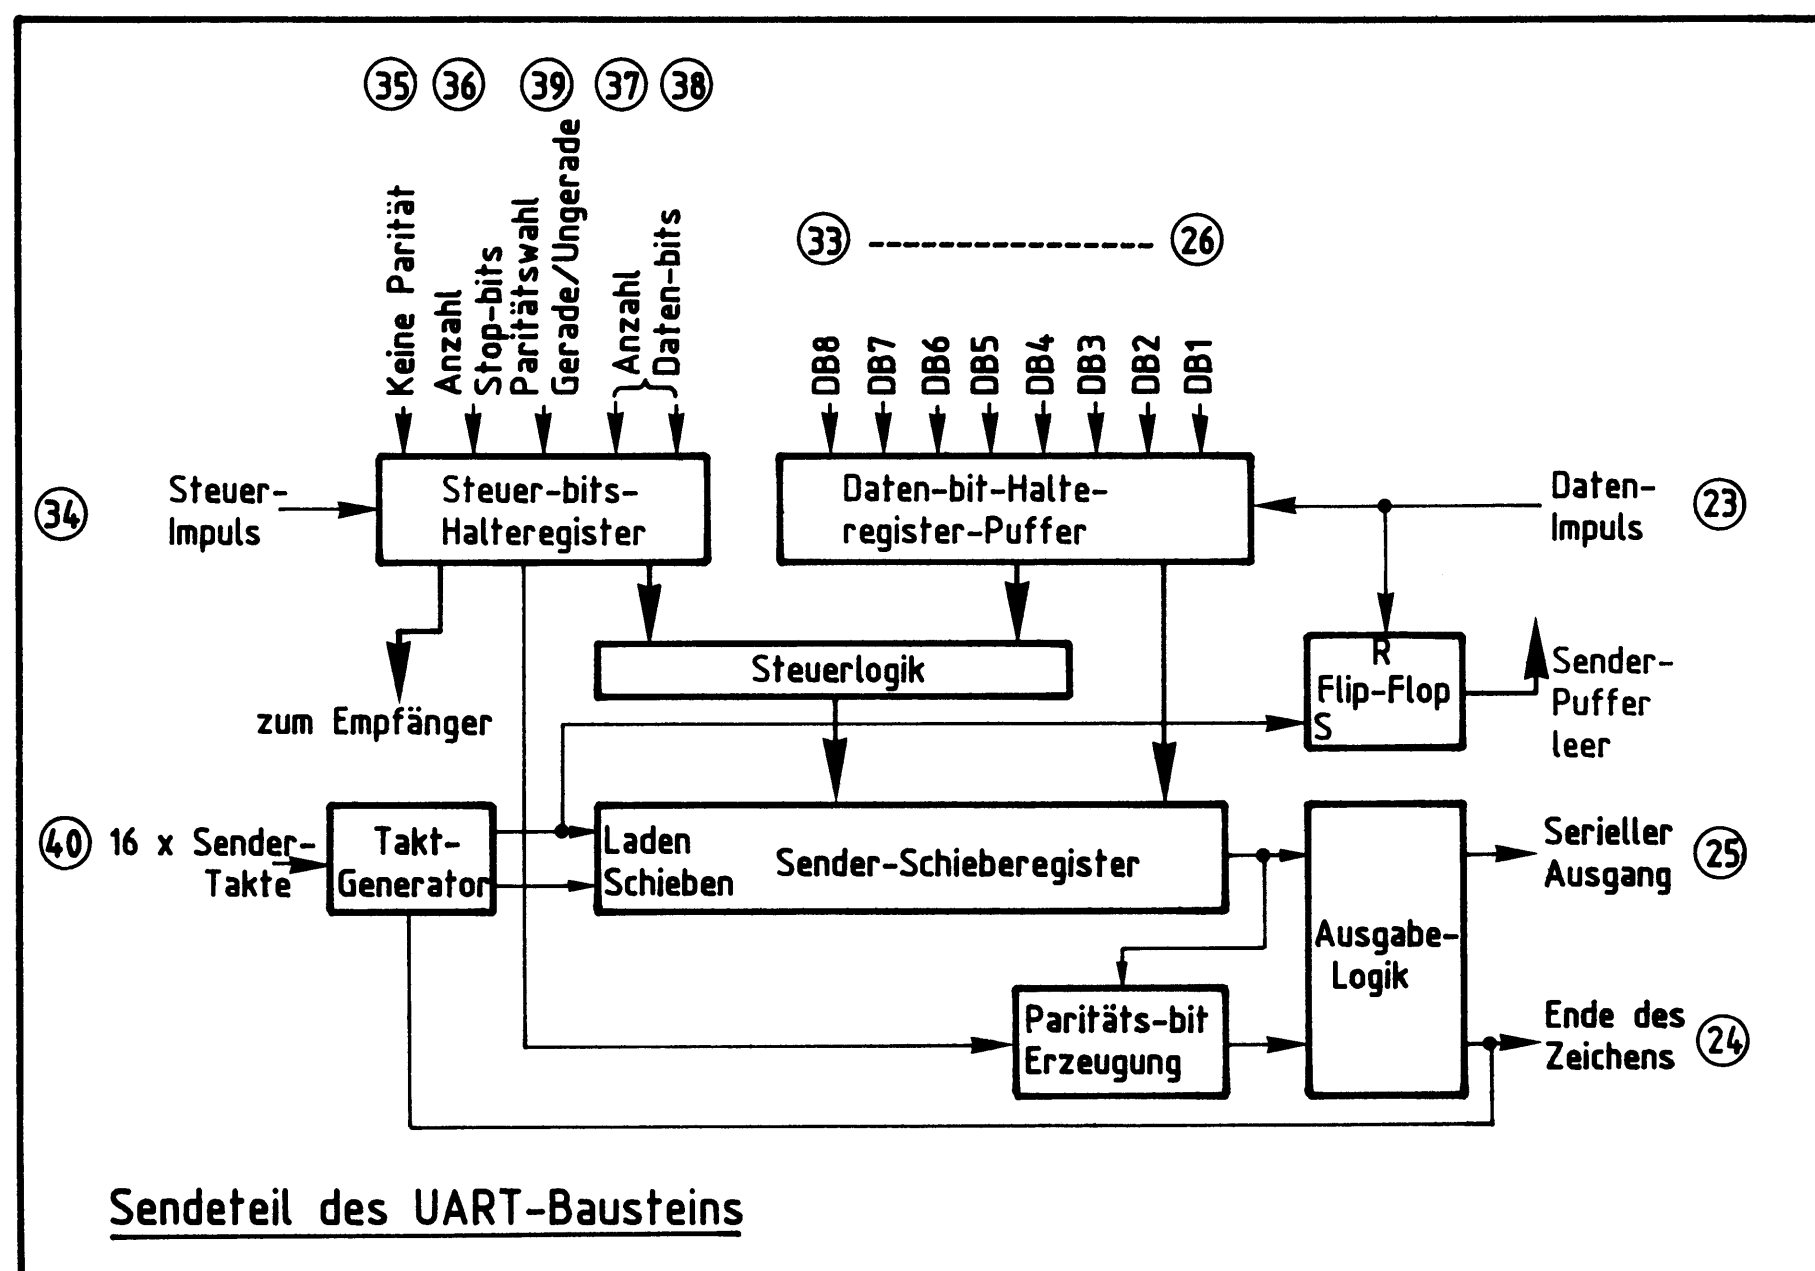 35 36 39 37 38
Keine Parität
Anzahl
Stop-bits
Paritätswahl
Gerade/Ungerade
Anzahl
Daten-bits
33 26
DB8
DB7
DB6
DB5
DB4
DB3
DB2
DB1
34
Steuer-
Impuls
Steuer-bits-
Halteregister
Daten-bit-Halte-
register-Puffer
Daten-
Impuls
23
Steuerlogik
R
Flip-Flop
S
Sender-
Puffer
leer
zum Empfänger
40
16 x Sender-
Takte
Takt-
Generator
Laden
Schieben
Sender-Schieberegister
Ausgabe-
Logik
Serieller
Ausgang
25
Paritäts-bit
Erzeugung
Ende des
Zeichens
24
Sendeteil des UART-Bausteins